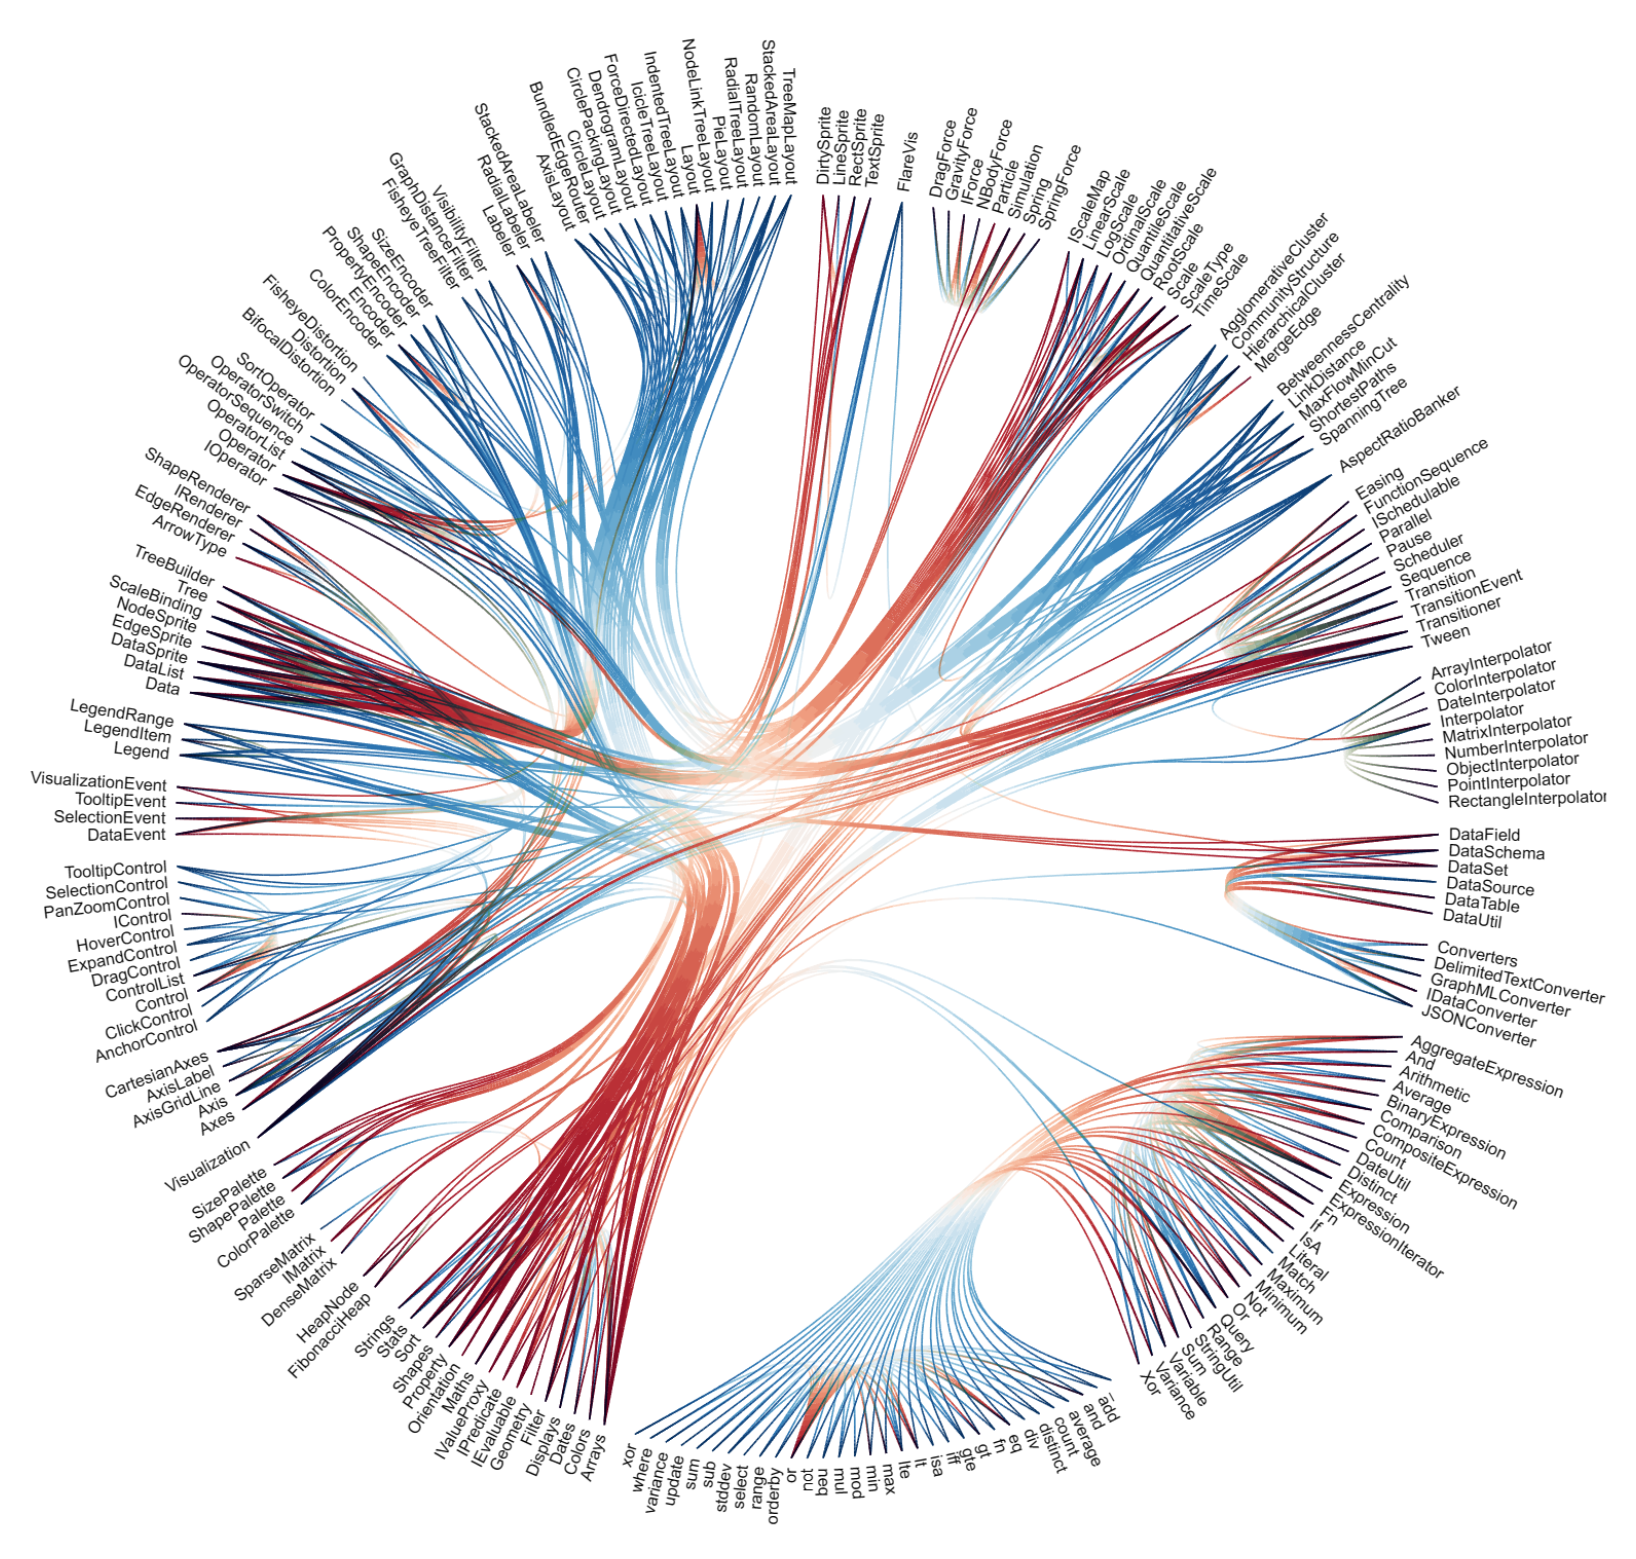 DirtySprite
LineSprite
RectSprite
TextSprite
FlareVis
DragForce
GravityForce
IForce
NBodyForce
Particle
Simulation
Spring
SpringForce
IScaleMap
LinearScale
LogScale
OrdinalScale
QuantileScale
QuantitativeScale
RootScale
Scale
ScaleType
TimeScale
AgglomerativeCluster
CommunityStructure
HierarchicalCluster
MergeEdge
BetweennessCentrality
LinkDistance
MaxFlowMinCut
ShortestPaths
SpanningTree
AspectRatioBanker
Easing
FunctionSequence
ISchedulable
Parallel
Pause
Scheduler
Sequence
Transition
TransitionEvent
Transitioner
Tween
ArrayInterpolator
ColorInterpolator
DateInterpolator
Interpolator
MatrixInterpolator
NumberInterpolator
ObjectInterpolator
PointInterpolator
RectangleInterpolator
DataField
DataSchema
DataSet
DataSource
DataTable
DataUtil
Converters
DelimitedTextConverter
GraphMLConverter
IDataConverter
JSONConverter
AggregateExpression
And
Arithmetic
Average
BinaryExpression
Comparison
CompositeExpression
Count
DateUtil
Distinct
Expression
ExpressionIterator
Fn
If
IsA
Literal
Match
Maximum
Minimum
Not
Or
Query
Range
StringUtil
Sum
Variable
Variance
Xor
_
add
and
average
count
distinct
div
eq
fn
gt
gte
iff
isa
lt
lte
max
min
mod
mul
neq
not
or
orderby
range
select
stddev
sub
sum
update
variance
where
xor
Arrays
Colors
Dates
Displays
Filter
Geometry
IEvaluable
IPredicate
IValueProxy
Maths
Orientation
Property
Shapes
Sort
Stats
Strings
FibonacciHeap
HeapNode
DenseMatrix
IMatrix
SparseMatrix
ColorPalette
Palette
ShapePalette
SizePalette
Visualization
Axes
Axis
AxisGridLine
AxisLabel
CartesianAxes
AnchorControl
ClickControl
Control
ControlList
DragControl
ExpandControl
HoverControl
IControl
PanZoomControl
SelectionControl
TooltipControl
DataEvent
SelectionEvent
TooltipEvent
VisualizationEvent
Legend
LegendItem
LegendRange
Data
DataList
DataSprite
EdgeSprite
NodeSprite
ScaleBinding
Tree
TreeBuilder
ArrowType
EdgeRenderer
IRenderer
ShapeRenderer
IOperator
Operator
OperatorList
OperatorSequence
OperatorSwitch
SortOperator
BifocalDistortion
Distortion
FisheyeDistortion
ColorEncoder
Encoder
PropertyEncoder
ShapeEncoder
SizeEncoder
FisheyeTreeFilter
GraphDistanceFilter
VisibilityFilter
Labeler
RadialLabeler
StackedAreaLabeler
AxisLayout
BundledEdgeRouter
CircleLayout
CirclePackingLayout
DendrogramLayout
ForceDirectedLayout
IcicleTreeLayout
IndentedTreeLayout
Layout
NodeLinkTreeLayout
PieLayout
RadialTreeLayout
RandomLayout
StackedAreaLayout
TreeMapLayout